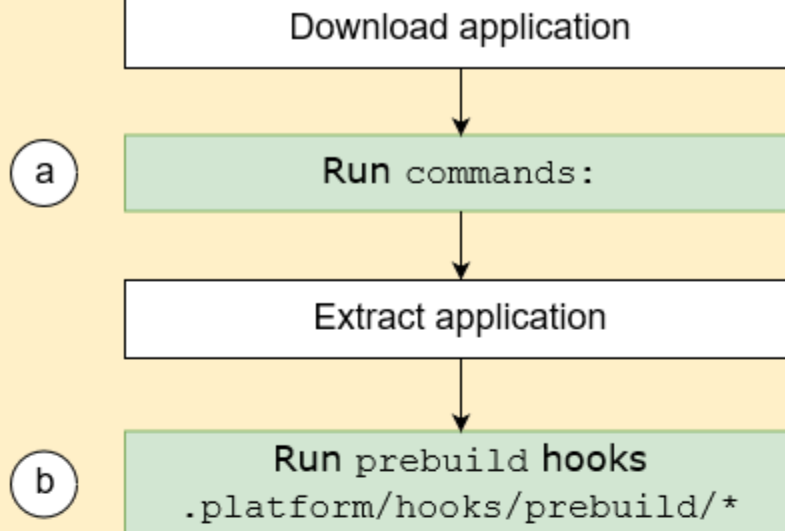 Download application
a
Run commands:
Extract application
b
Run prebuild hooks
.platform/hooks/prebuild/*